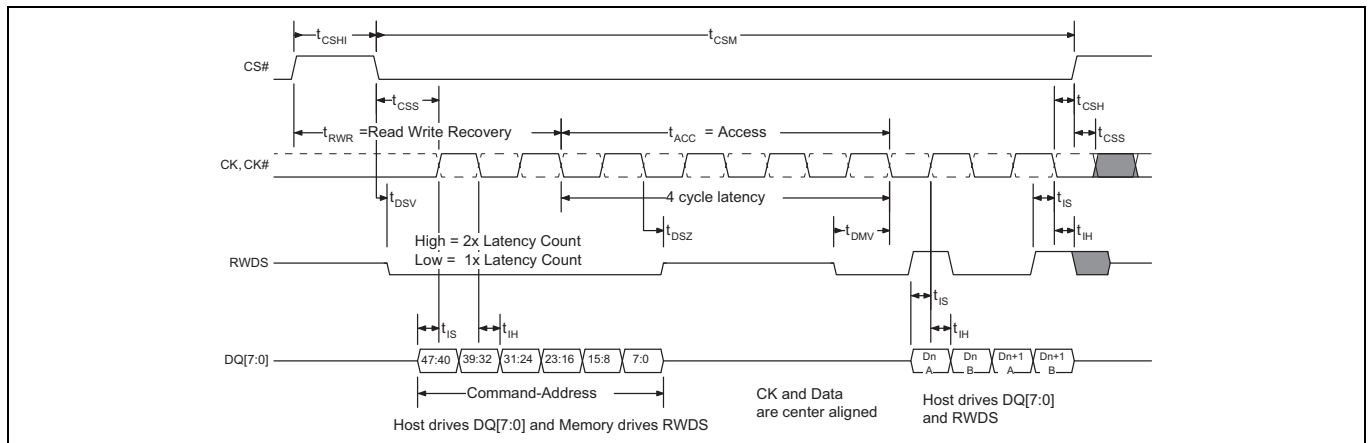 tCSHI
tCSM
CS#
tCSS
tCSH
tRWR =Read Write Recovery
tACC = Access
tCSS
CK, CK#
tDSV
4 cycle latency
tIS
tDSZ
tDMV
tIH
High = 2x Latency Count
Low = 1x Latency Count
RWDS
tIS
tIH
tIS
tIH
DQ[7:0]
47:40 39:32 31:24 23:16 15:8 7:0
Dn A
Dn B
Dn+1 A
Dn+1 B
Command-Address
CK and Data
are center aligned
Host drives DQ[7:0]
and RWDS
Host drives DQ[7:0] and Memory drives RWDS